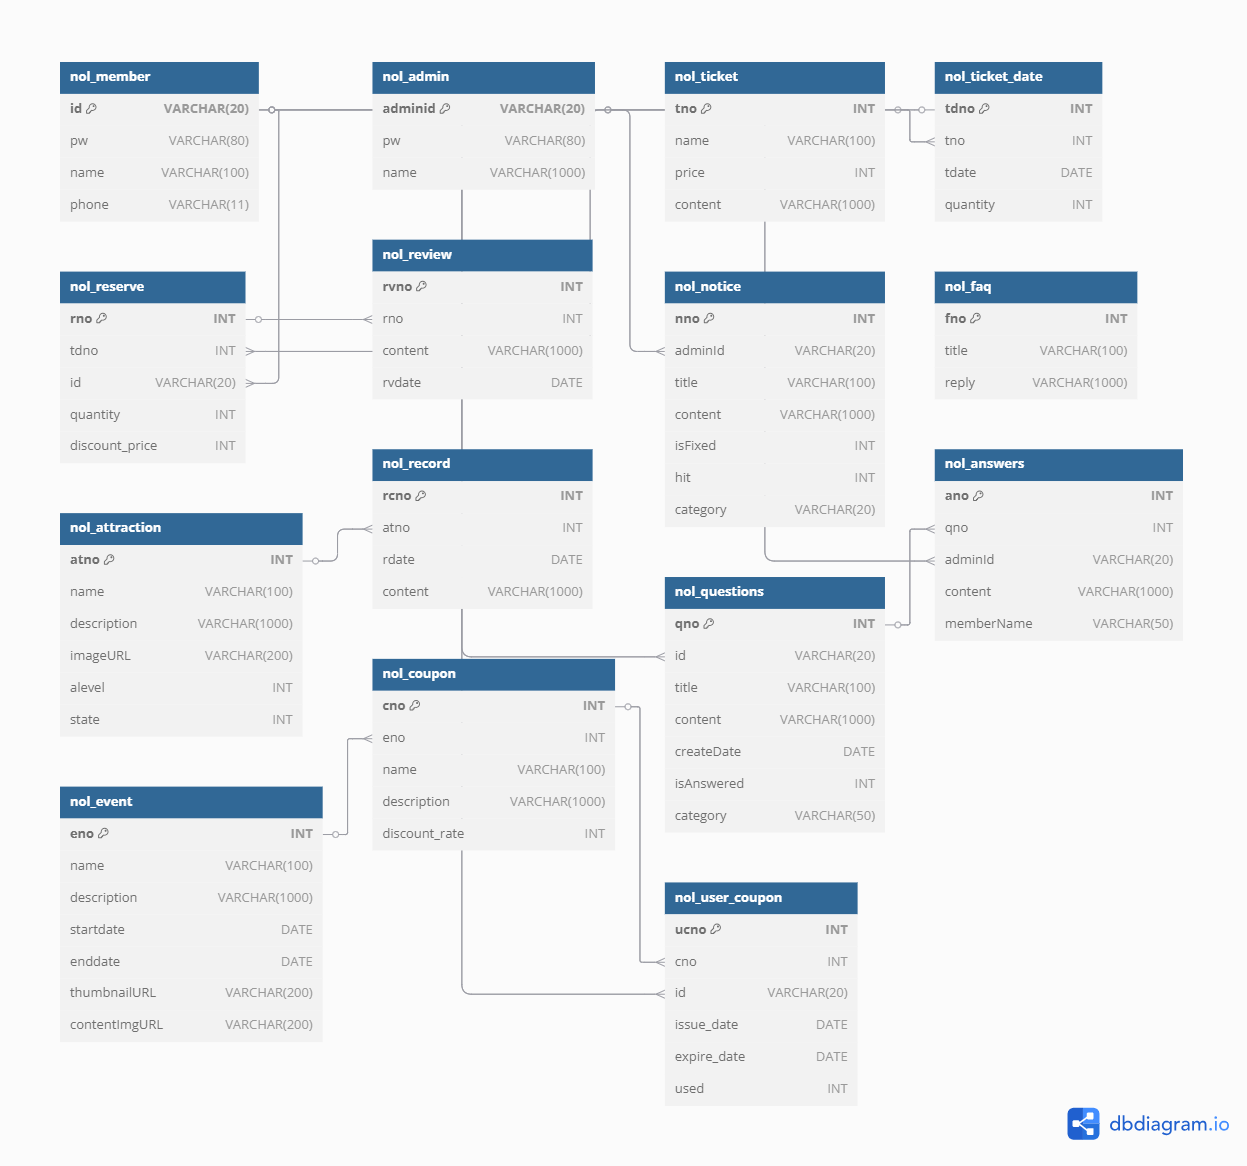 nol_member
id VARCHAR(20)
pw VARCHAR(80)
name VARCHAR(100)
phone VARCHAR(11)
nol_admin
adminid VARCHAR(20)
pw VARCHAR(80)
name VARCHAR(1000)
nol_ticket
tno INT
name VARCHAR(100)
price INT
content VARCHAR(1000)
nol_ticket_date
tdno INT
tno INT
tdate DATE
quantity INT
nol_reserve
rno INT
tdno INT
id VARCHAR(20)
quantity INT
discount_price INT
nol_review
rvno INT
rno INT
content VARCHAR(1000)
rvdate DATE
nol_notice
nno INT
adminId VARCHAR(20)
title VARCHAR(100)
content VARCHAR(1000)
isFixed INT
hit INT
category VARCHAR(20)
nol_faq
fno INT
title VARCHAR(100)
reply VARCHAR(1000)
nol_attraction
atno INT
name VARCHAR(100)
description VARCHAR(1000)
imageURL VARCHAR(200)
alevel INT
state INT
nol_record
rcno INT
atno INT
rdate DATE
content VARCHAR(1000)
nol_answers
ano INT
qno INT
adminId VARCHAR(20)
content VARCHAR(1000)
memberName VARCHAR(50)
nol_questions
qno INT
id VARCHAR(20)
title VARCHAR(100)
content VARCHAR(1000)
createDate DATE
isAnswered INT
category VARCHAR(50)
nol_coupon
cno INT
eno INT
name VARCHAR(100)
description VARCHAR(1000)
discount_rate INT
nol_event
eno INT
name VARCHAR(100)
description VARCHAR(1000)
startdate DATE
enddate DATE
thumbnailURL VARCHAR(200)
contentImgURL VARCHAR(200)
nol_user_coupon
ucno INT
cno INT
id VARCHAR(20)
issue_date DATE
expire_date DATE
used INT
dbdiagram.io